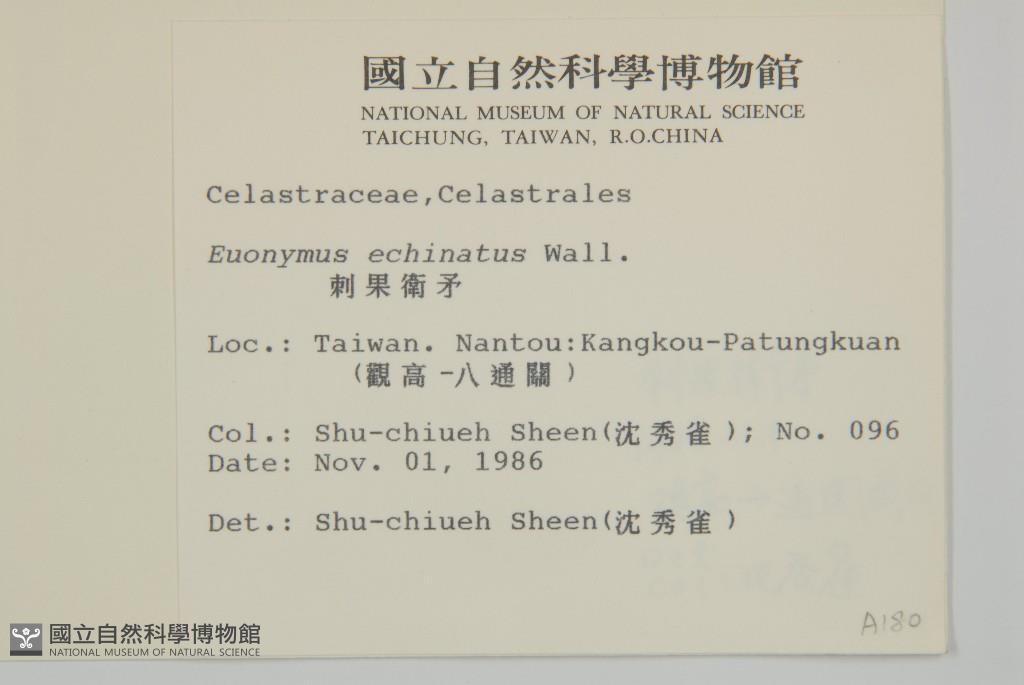 國立自然科學博物館
NATIONAL MUSEUM OF NATURAL SCIENCE
TAICHUNG, TAIWAN, R.O.CHINA
Celastraceae,Celastrales
Euonymus echinatus Wall.
刺果衛矛
Loc.: Taiwan. Nantou:Kangkou-Patungkuan
(觀高-八通關)
Col.: Shu-chiueh Sheen(沈秀雀); No. 096
Date: Nov. 01, 1986
Det.: Shu-chiueh Sheen(沈秀雀)
A180
國立自然科學博物館
NATIONAL MUSEUM OF NATURAL SCIENCE